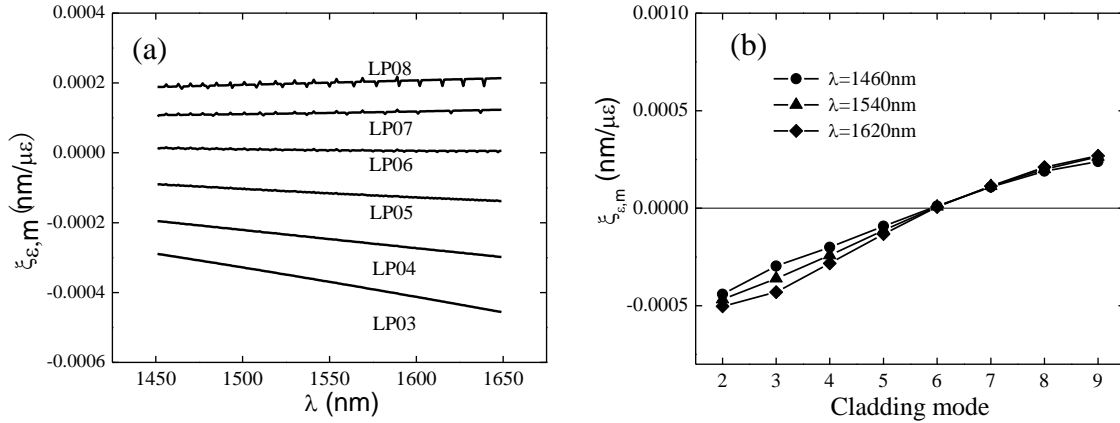 (a)
0.0004
0.0002
0.0000
-0.0002
-0.0004
-0.0006
ξε,m (nm/με)
LP08
LP07
LP06
LP05
LP04
LP03
1450 1500 1550 1600 1650
λ (nm)
(b)
0.0010
0.0005
0.0000
-0.0005
ξε,m (nm/με)
λ=1460nm
λ=1540nm
λ=1620nm
2 3 4 5 6 7 8 9
Cladding mode